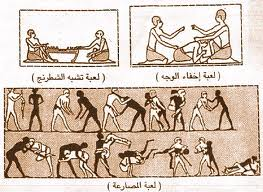 ( لعبة إخفاء الوجه )
( لعبة تشبه الشطرنج )
( لعبة المصارعة )